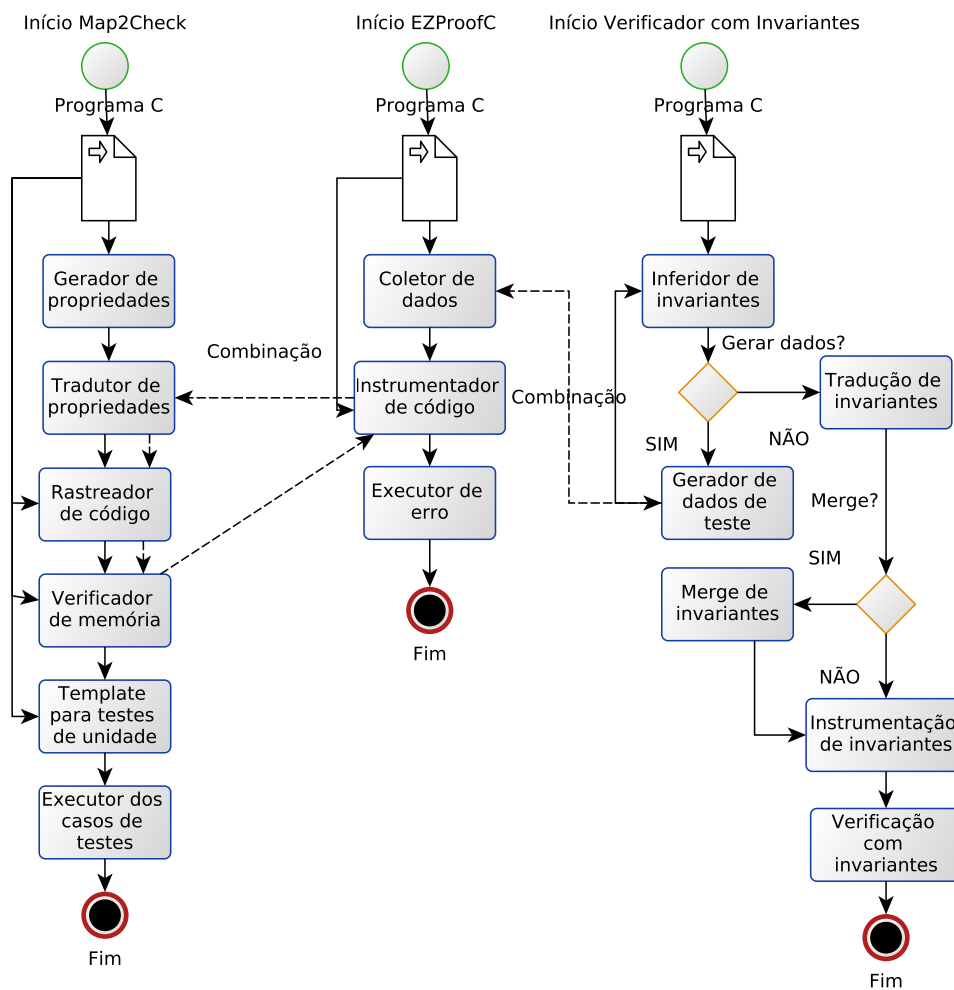 Início Map2Check
Início EZProofC
Início Verificador com Invariantes
Programa C
Programa C
Programa C
Gerador de
propriedades
Coletor de
dados
Inferidor de
invariantes
Gerar dados?
Combinação
Tradutor de
propriedades
Instrumentador
de código
Combinação
Tradução de
invariantes
SIM
NÃO
Rastreador
de código
Executor de
erro
Gerador de
dados de
teste
Merge?
SIM
Verificador
de memória
Merge de
invariantes
Fim
NÃO
Template
para testes
de unidade
Instrumentação
de invariantes
Executor dos
casos de
testes
Verificação
com
invariantes
Fim
Fim